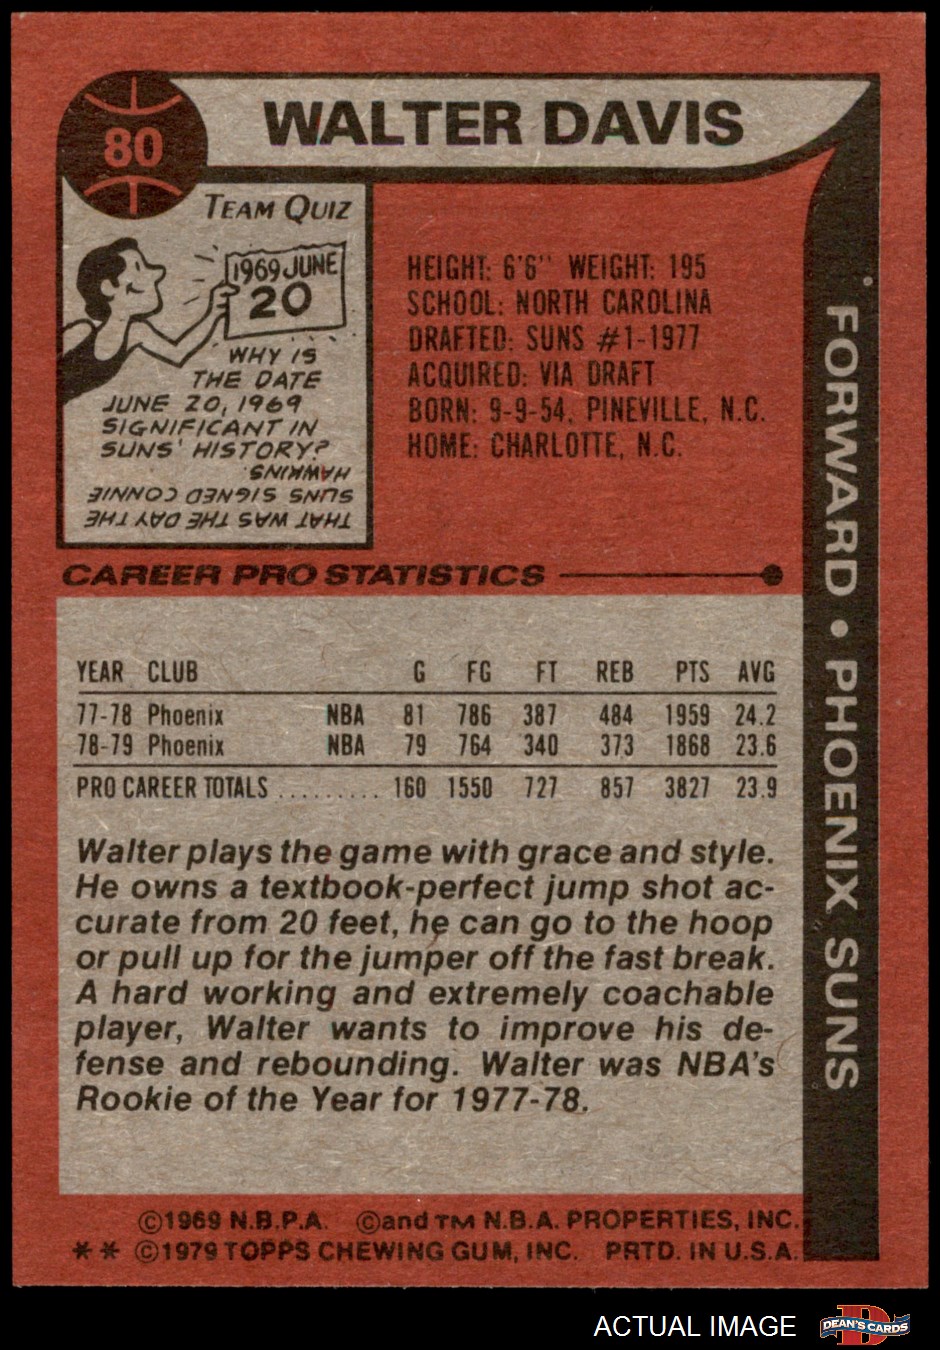 80
WALTER DAVIS
TEAM QUIZ
1969 JUNE
20
WHY IS
THE DATE
JUNE 20, 1969
SIGNIFICANT IN
SUNS' HISTORY?
THAT WAS THE DAY THE
SUNS SIGNED CONNIE
HAWKINS.
HEIGHT: 6'6" WEIGHT: 195
SCHOOL: NORTH CAROLINA
DRAFTED: SUNS #1-1977
ACQUIRED: VIA DRAFT
BORN: 9-9-54, PINEVILLE, N.C.
HOME: CHARLOTTE, N.C.
FORWARD • PHOENIX SUNS
CAREER PRO STATISTICS
YEAR CLUB G FG FT REB PTS AVG
77-78 Phoenix NBA 81 786 387 484 1959 24.2
78-79 Phoenix NBA 79 764 340 373 1868 23.6
PRO CAREER TOTALS ......... 160 1550 727 857 3827 23.9
Walter plays the game with grace and style.
He owns a textbook-perfect jump shot ac-
curate from 20 feet, he can go to the hoop
or pull up for the jumper off the fast break.
A hard working and extremely coachable
player, Walter wants to improve his de-
fense and rebounding. Walter was NBA's
Rookie of the Year for 1977-78.
©1969 N.B.P.A. ©and TM N.B.A. PROPERTIES, INC.
** ©1979 TOPPS CHEWING GUM, INC. PRTD. IN U.S.A.
ACTUAL IMAGE
D
DEAN'S CARDS